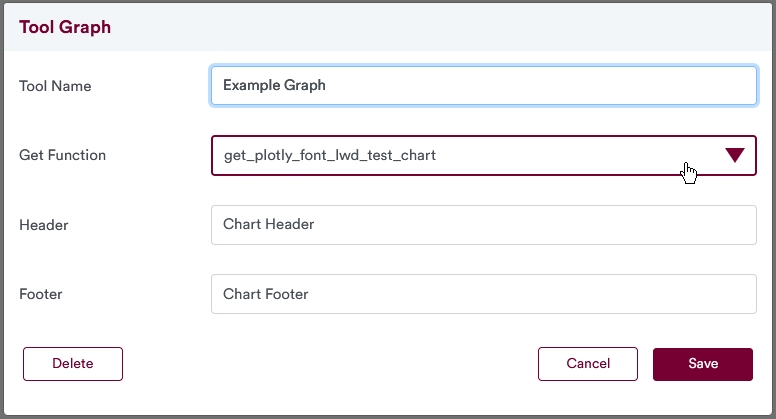 Tool Graph
Tool Name
Example Graph
Get Function
get_plotly_font_lwd_test_chart
Header
Chart Header
Footer
Chart Footer
Delete
Cancel
Save